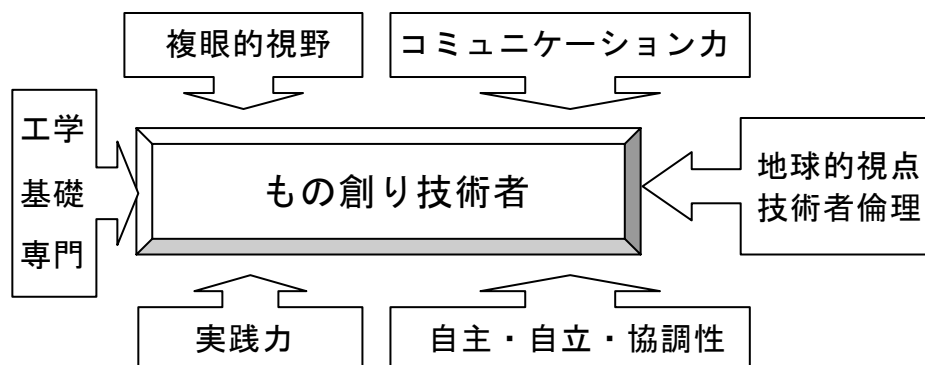 複眼的視野
コミュニケーション力
工学
基礎
専門
もの創り技術者
地球的視点
技術者倫理
実践力
自主・自立・協調性